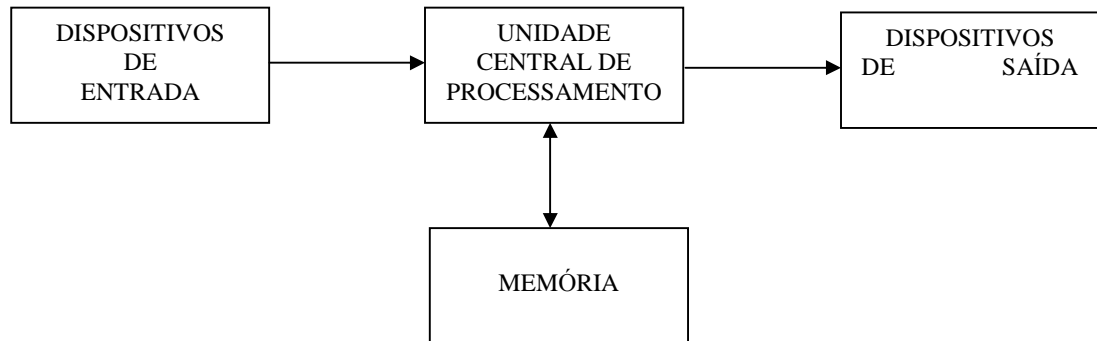 DISPOSITIVOS
DE
ENTRADA
UNIDADE
CENTRAL DE
PROCESSAMENTO
DISPOSITIVOS
DE SAÍDA
MEMÓRIA